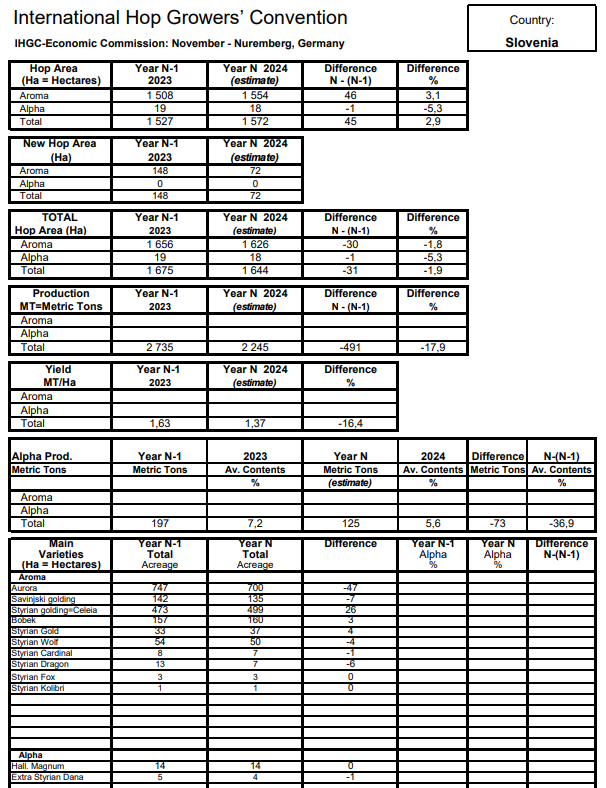 International Hop Growers' Convention
Country:
IHGC-Economic Commission: November - Nuremberg, Germany
Slovenia
Hop Area Year N-1 Year N 2024 Difference Difference
(Ha = Hectares) 2023 (estimate) N - (N-1) %
Aroma 1 508 1 554 46 3,1
Alpha 19 18 -1 -5,3
Total 1 527 1 572 45 2,9
New Hop Area Year N-1 Year N 2024
(Ha) 2023 (estimate)
Aroma 148 72
Alpha 0 0
Total 148 72
TOTAL Year N-1 Year N 2024 Difference Difference
Hop Area (Ha) 2023 (estimate) N - (N-1) %
Aroma 1 656 1 626 -30 -1,8
Alpha 19 18 -1 -5,3
Total 1 675 1 644 -31 -1,9
Production Year N-1 Year N 2024 Difference Difference
MT=Metric Tons 2023 (estimate) N - (N-1) %
Aroma
Alpha
Total 2 735 2 245 -491 -17,9
Yield Year N-1 Year N 2024 Difference
MT/Ha 2023 (estimate) %
Aroma
Alpha
Total 1,63 1,37 -16,4
Alpha Prod. Year N-1 2023 Year N 2024 Difference N-(N-1)
Metric Tons Metric Tons Av. Contents Metric Tons Av. Contents Metric Tons Av. Contents
% (estimate) % %
Aroma
Alpha
Total 197 7,2 125 5,6 -73 -36,9
Main Year N-1 Year N Difference Year N-1 Year N Difference
Varieties Total Total Alpha Alpha N-(N-1)
(Ha = Hectares) Acreage Acreage % %
Aroma
Aurora 747 700 -47
Savinjski golding 142 135 -7
Styrian golding=Celeia 473 499 26
Bobek 157 160 3
Styrian Gold 33 37 4
Styrian Wolf 54 50 -4
Styrian Cardinal 8 7 -1
Styrian Dragon 13 7 -6
Styrian Fox 3 3 0
Styrian Kolibri 1 1 0
Alpha
Hall. Magnum 14 14 0
Extra Styrian Dana 5 4 -1